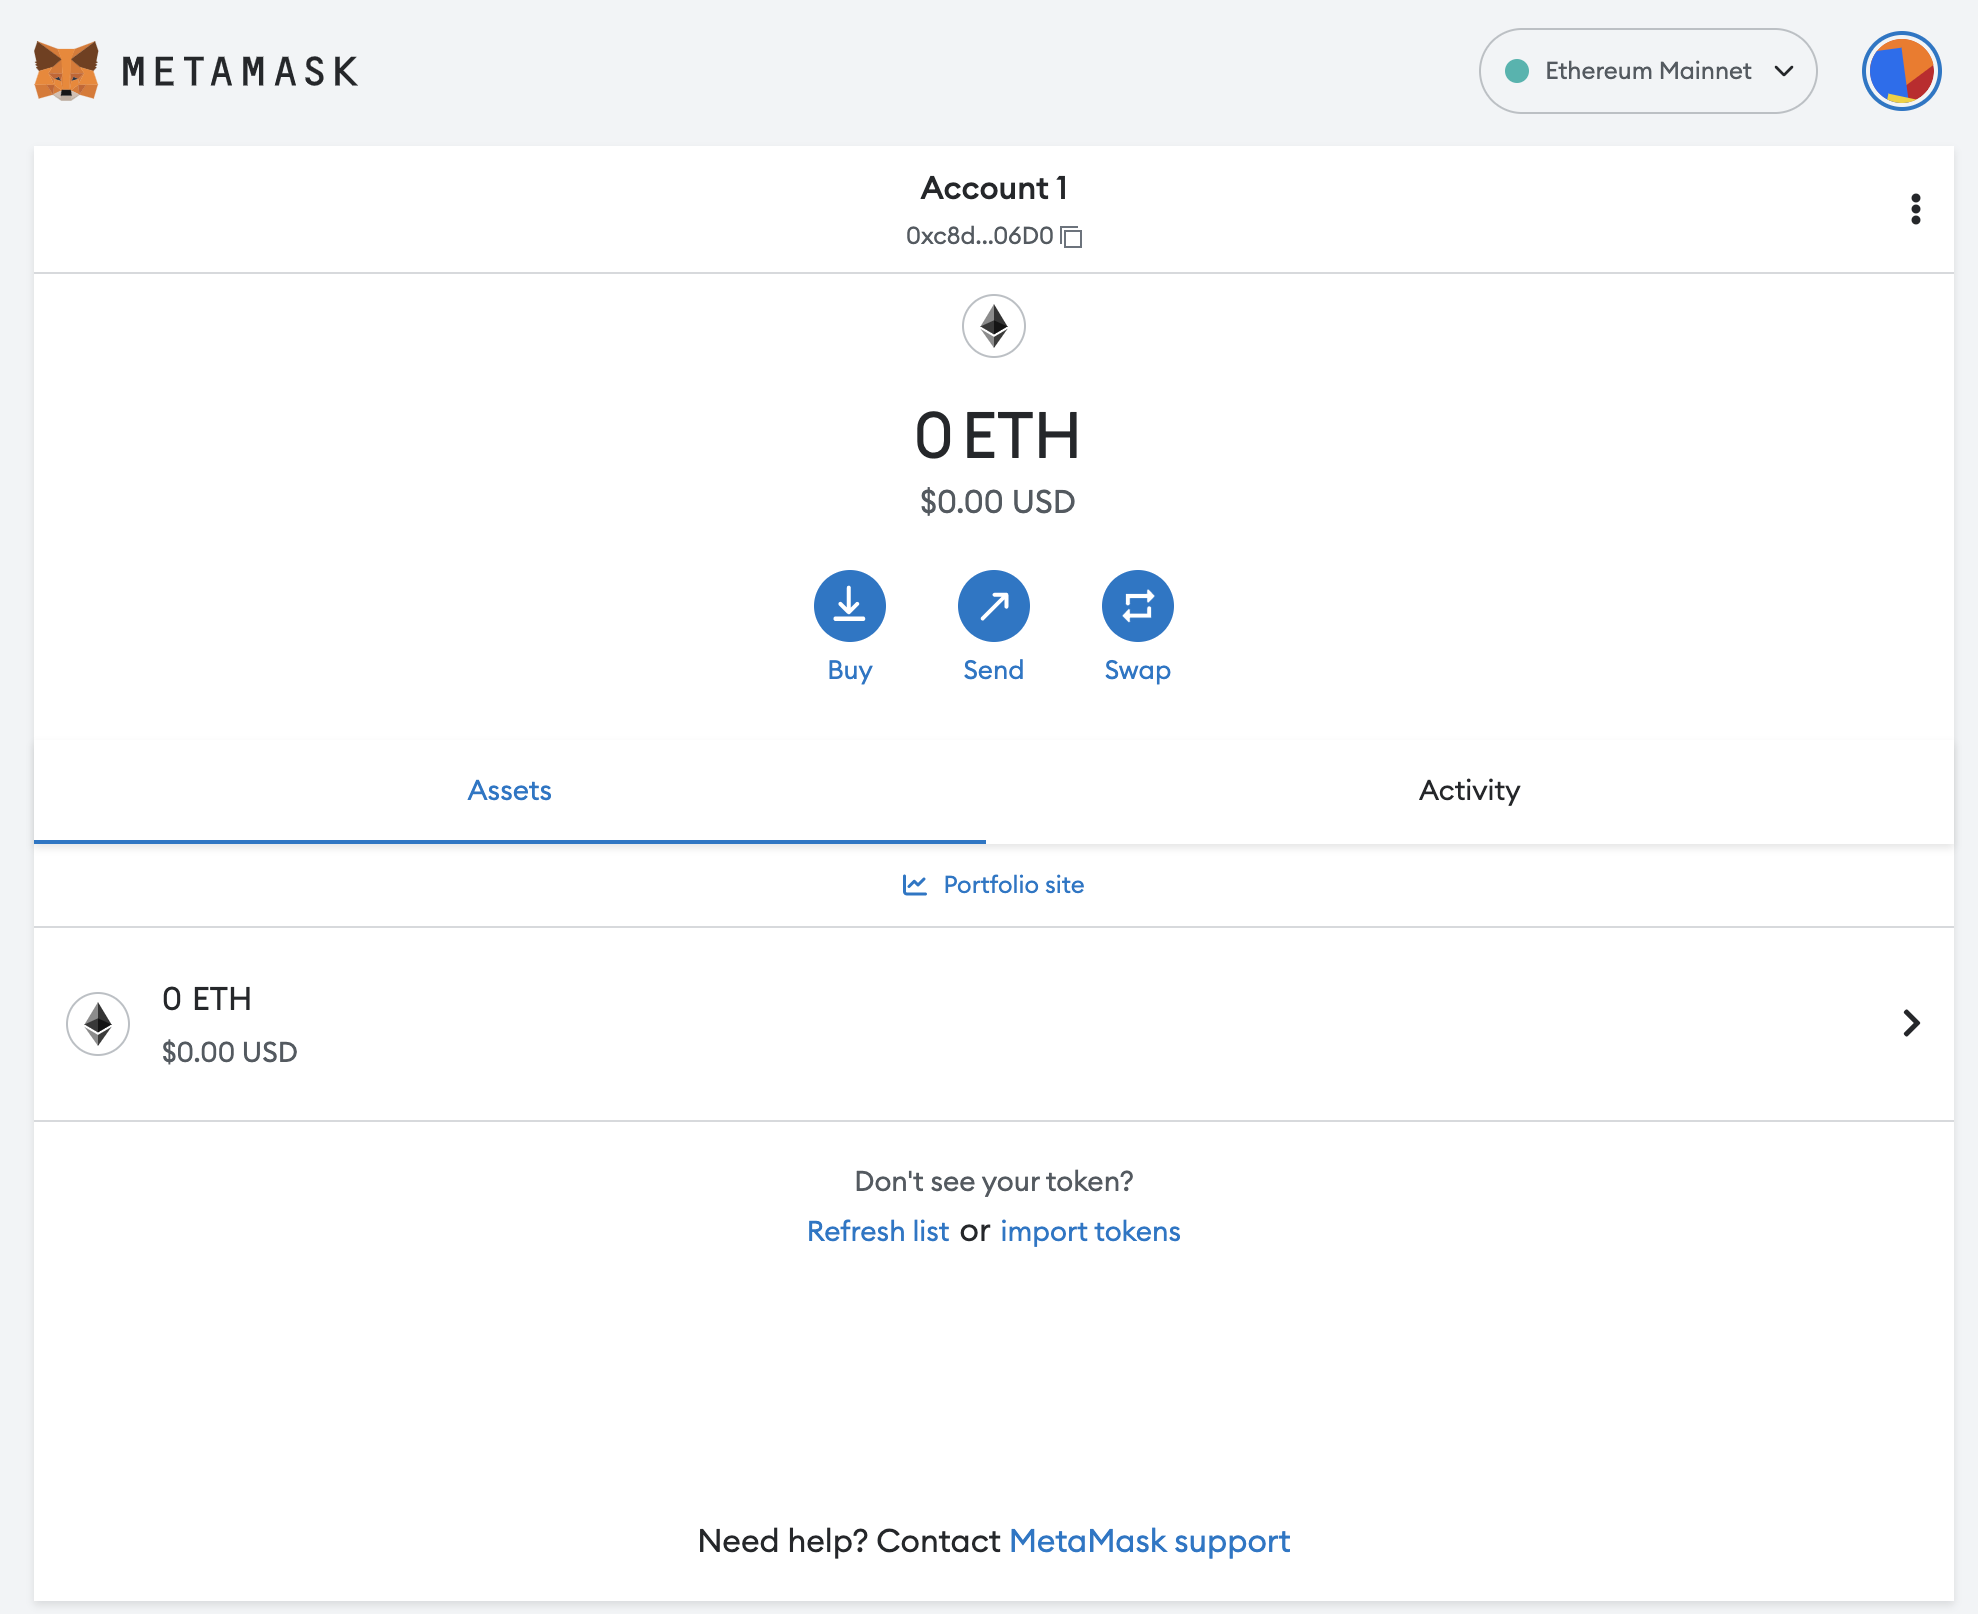 METAMASK
Ethereum Mainnet
Account 1
0xc8d...06D0
0 ETH
$0.00 USD
Buy
Send
Swap
Assets
Activity
Portfolio site
0 ETH
$0.00 USD
Don't see your token?
Refresh list or import tokens
Need help? Contact MetaMask support